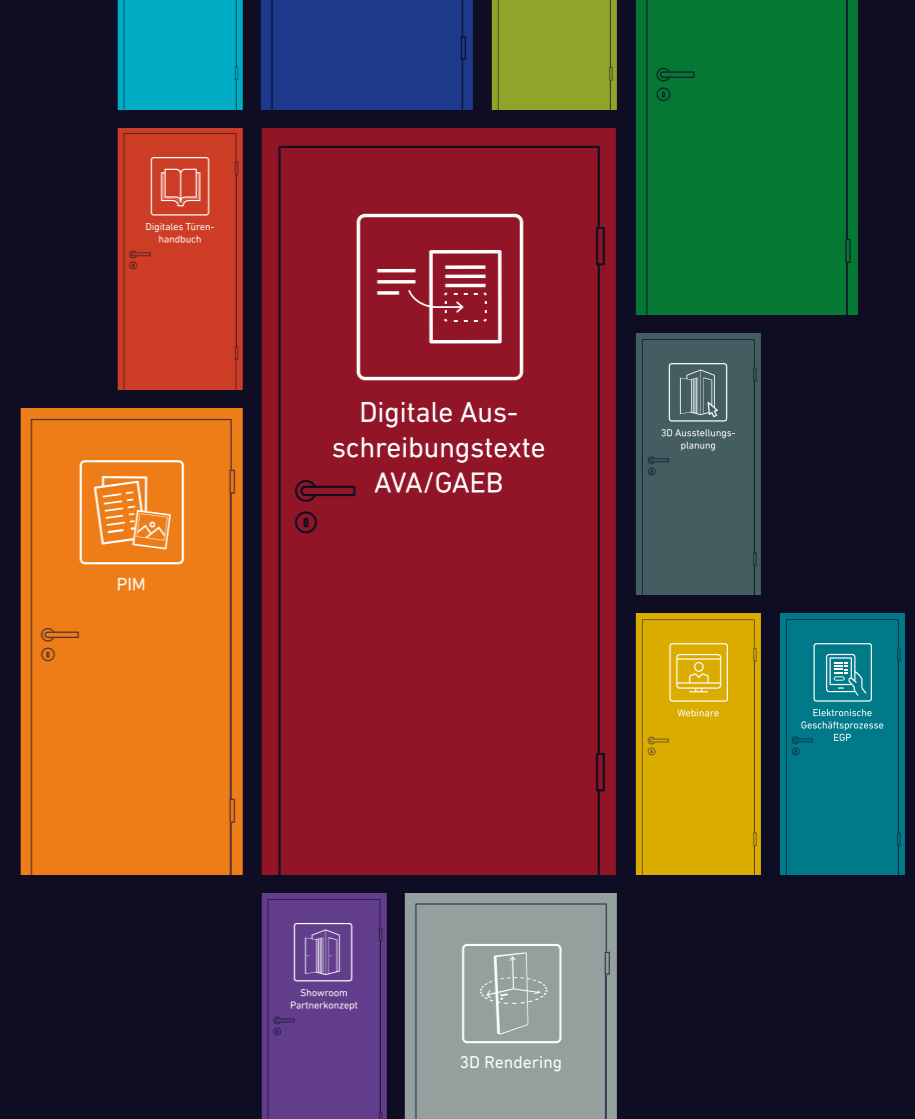 Digitales Türen-
handbuch
Digitale Aus-
schreibungstexte
AVA/GAEB
3D Ausstellungs-
planung
PIM
Webinare
Elektronische
Geschäftsprozesse
EGP
Showroom
Partnerkonzept
3D Rendering